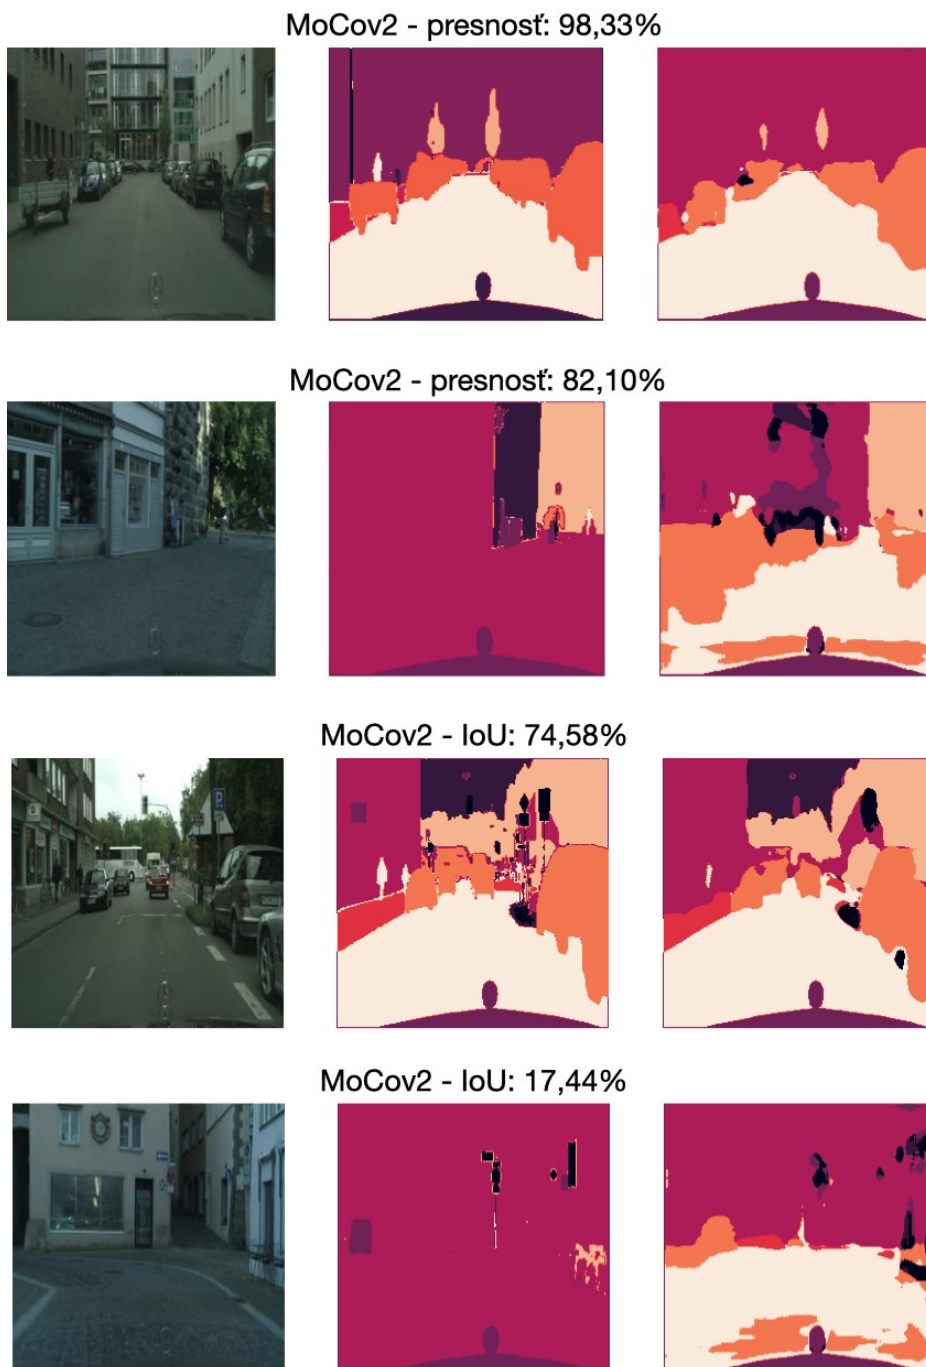 MoCov2 - presnosť: 98,33%
MoCov2 - presnosť: 82,10%
MoCov2 - IoU: 74,58%
P
MoCov2 - IoU: 17,44%